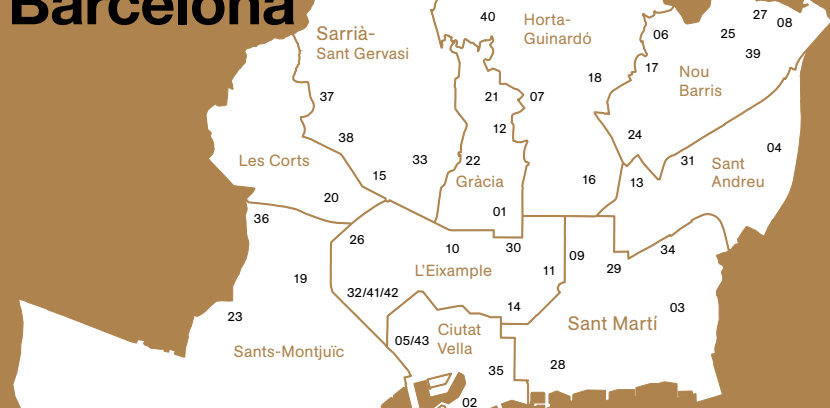 Barcelona
40
Horta-
Guinardó
27
08
Sarrià-
Sant Gervasi
06
25
39
17
Nou
Barris
18
37
21
07
12
24
38
04
Les Corts
33
22
31
Sant
Andreu
15
Gràcia
16
13
20
01
36
26
10
30
09
34
L'Eixample
11
29
19
32/41/42
14
03
23
Sant Martí
Ciutat
Vella
05/43
Sants-Montjuïc
28
35
02